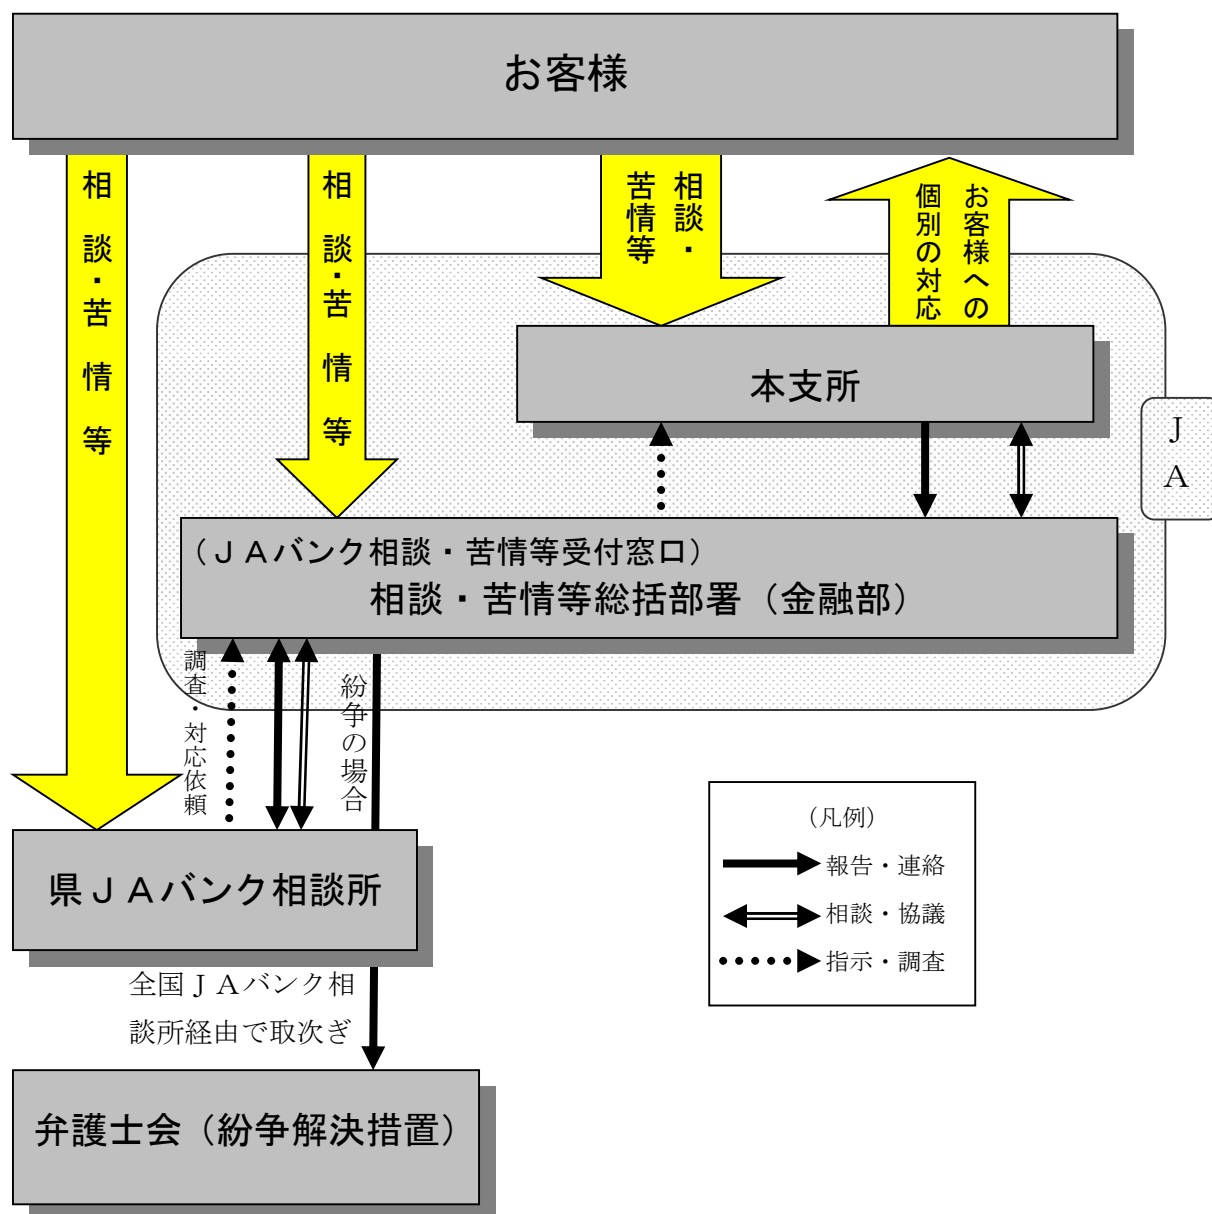 お客様
相談・苦情等
相談・苦情等
相談・
苦情等
お客様への
個別の対応
本支所
ＪＡ
（ＪＡバンク相談・苦情等受付窓口）
相談・苦情等総括部署（金融部）
調査・対応依頼
紛争の場合
県ＪＡバンク相談所
全国ＪＡバンク相
談所経由で取次ぎ
弁護士会（紛争解決措置）
（凡例）
報告・連絡
相談・協議
指示・調査